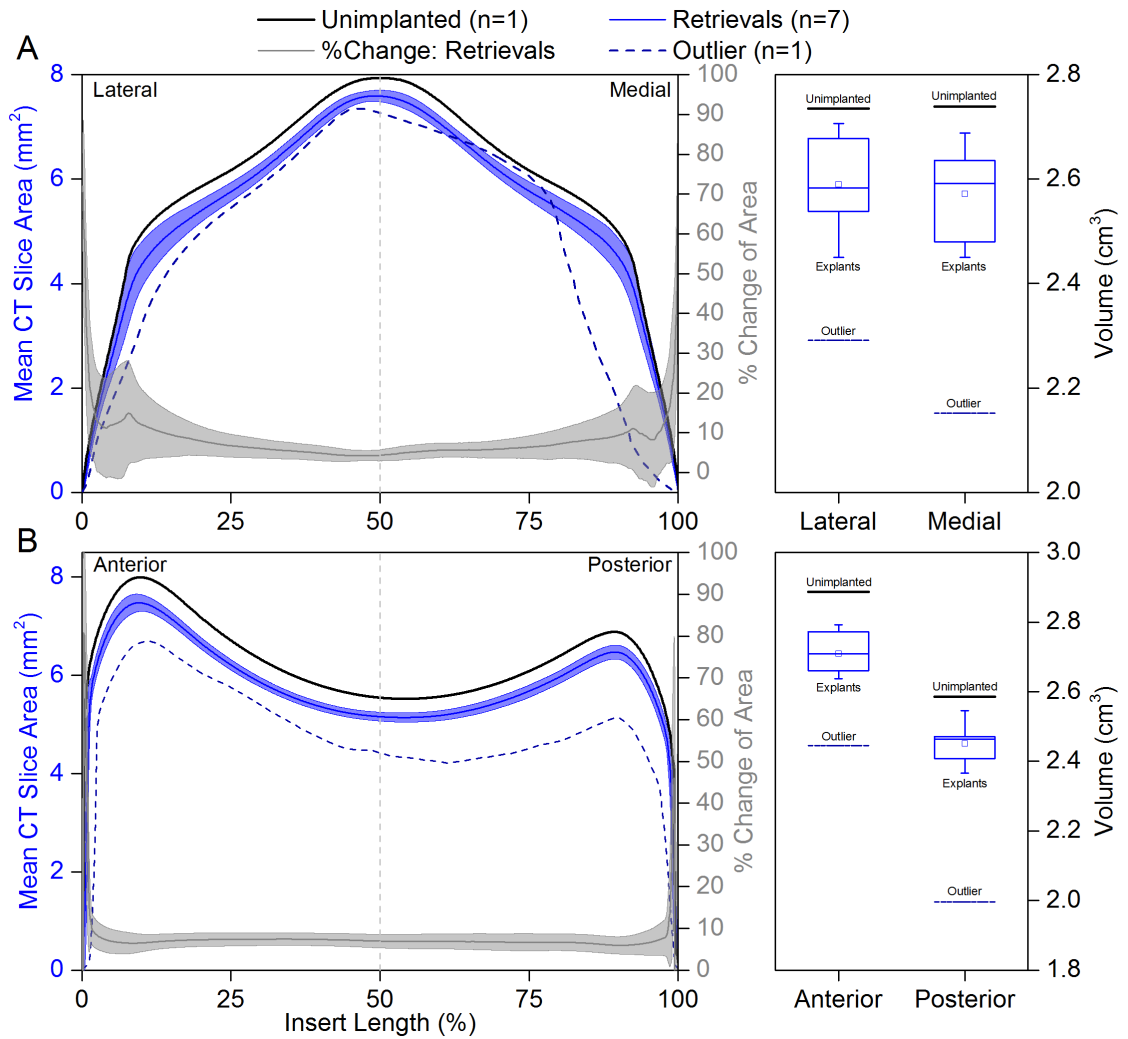 Unimplanted (n=1)
Retrievals (n=7)
%Change: Retrievals
Outlier (n=1)
A
Lateral
Medial
Mean CT Slice Area (mm²)
8
6
4
2
0
0
25
50
75
100
100
90
80
70
60
50
40
30
20
10
0
% Change of Area
Unimplanted
Unimplanted
Explants
Explants
Outlier
Outlier
Lateral
Medial
2.8
2.6
2.4
2.2
2.0
Volume (cm³)
B
Anterior
Posterior
Mean CT Slice Area (mm²)
8
6
4
2
0
0
25
50
75
100
Insert Length (%)
100
90
80
70
60
50
40
30
20
10
0
% Change of Area
Unimplanted
Explants
Outlier
Unimplanted
Explants
Outlier
Anterior
Posterior
3.0
2.8
2.6
2.4
2.2
2.0
1.8
Volume (cm³)